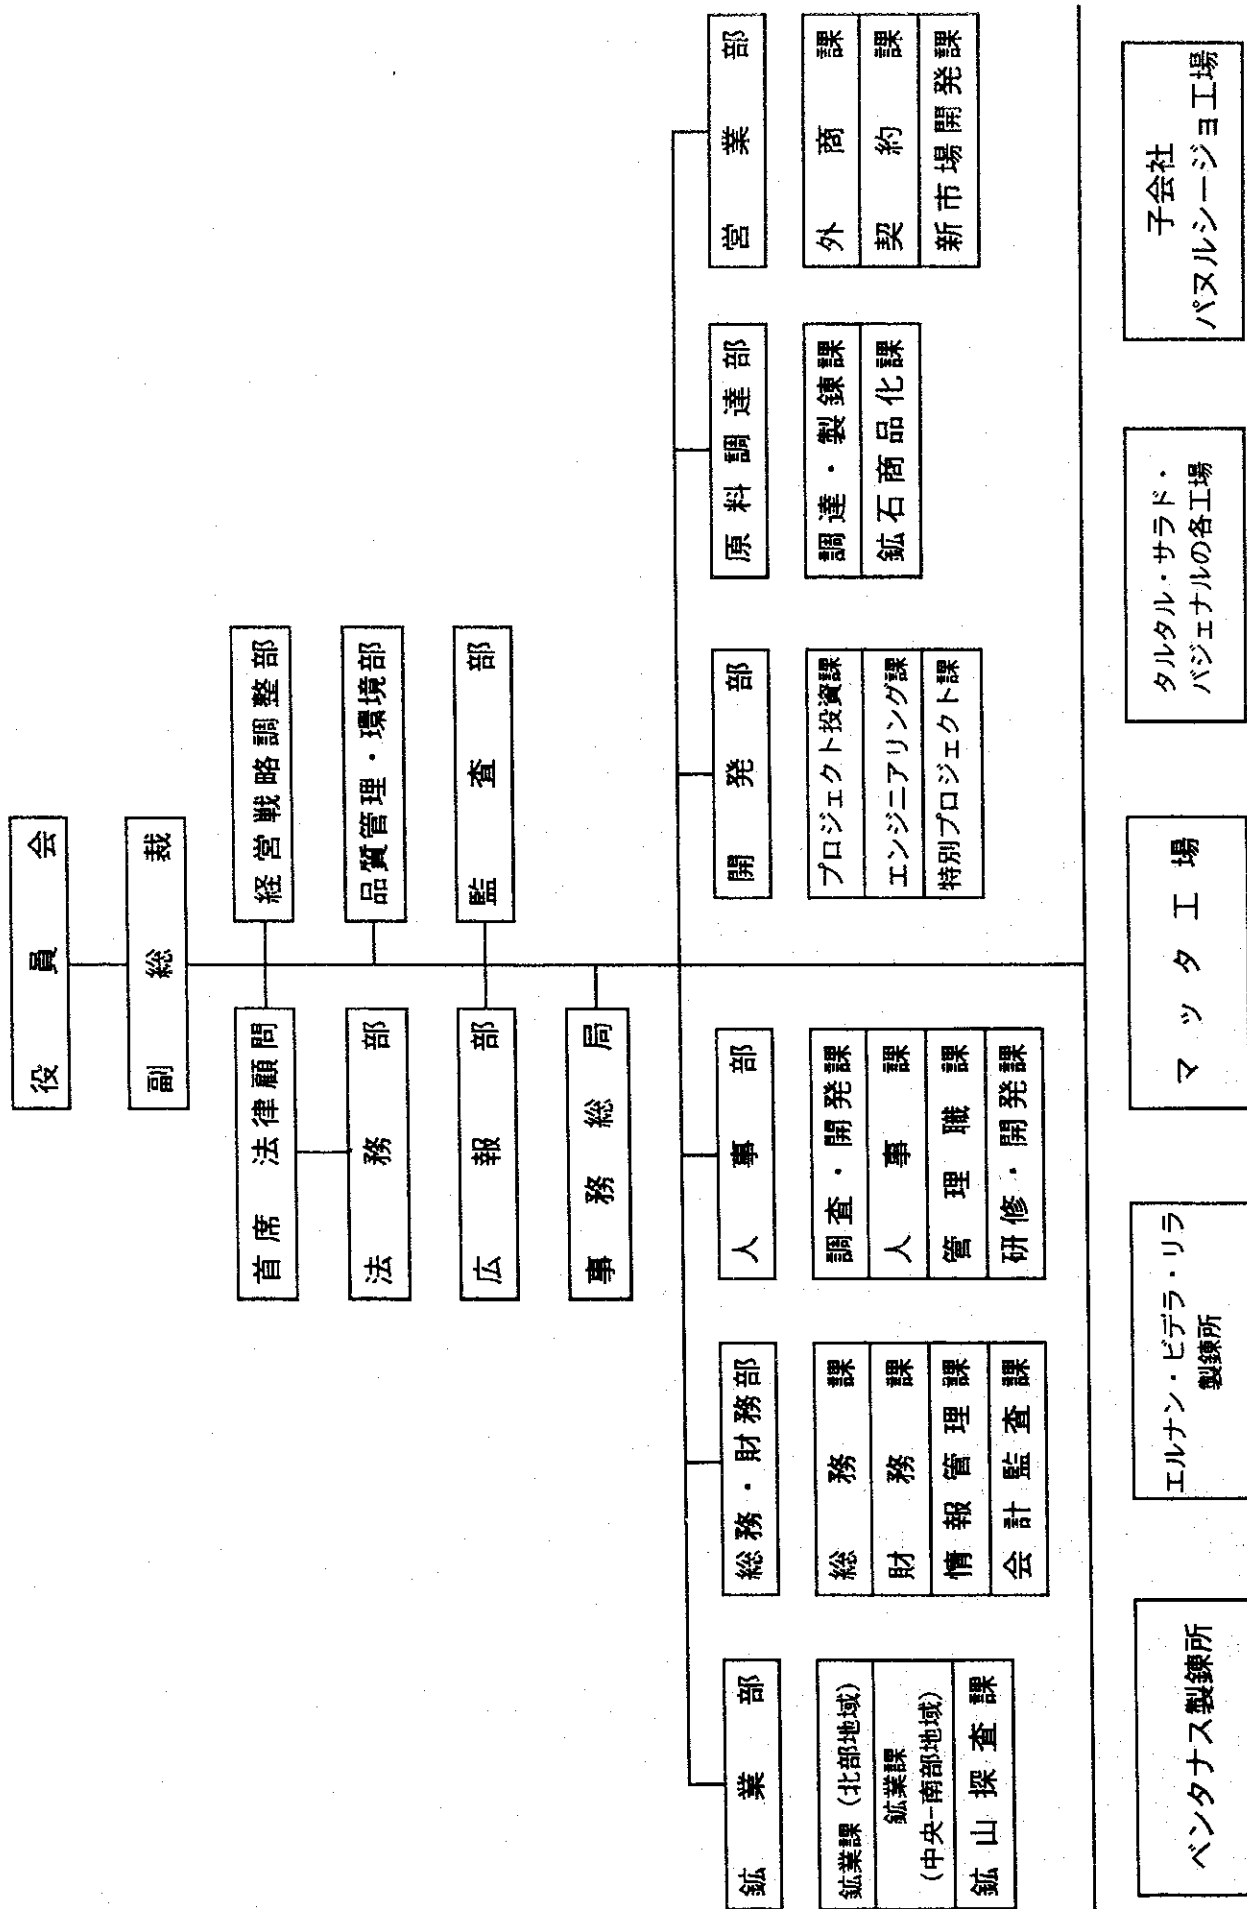 役員会
副総裁
首席法律顧問
経営戦略調整部
法務部
品質管理・環境部
広報部
監査部
事務総局
鉱業部
総務・財務部
人事部
開発部
原料調達部
営業部
鉱業課(北部地域)
鉱業課
(中央-南部地域)
鉱山探査課
総務課
財務課
情報管理課
会計監査課
調査・開発課
人事課
管理職課
研修・開発課
プロジェクト投資課
エンジニアリング課
特別プロジェクト課
調達・製錬課
鉱石商品化課
外商課
契約課
新市場開発課
ベンタナス製錬所
エルナン・ビデラ・リラ
製錬所
マッタ工場
タルタル・サラド・
バジェナルの各工場
子会社
パヌルシージョ工場